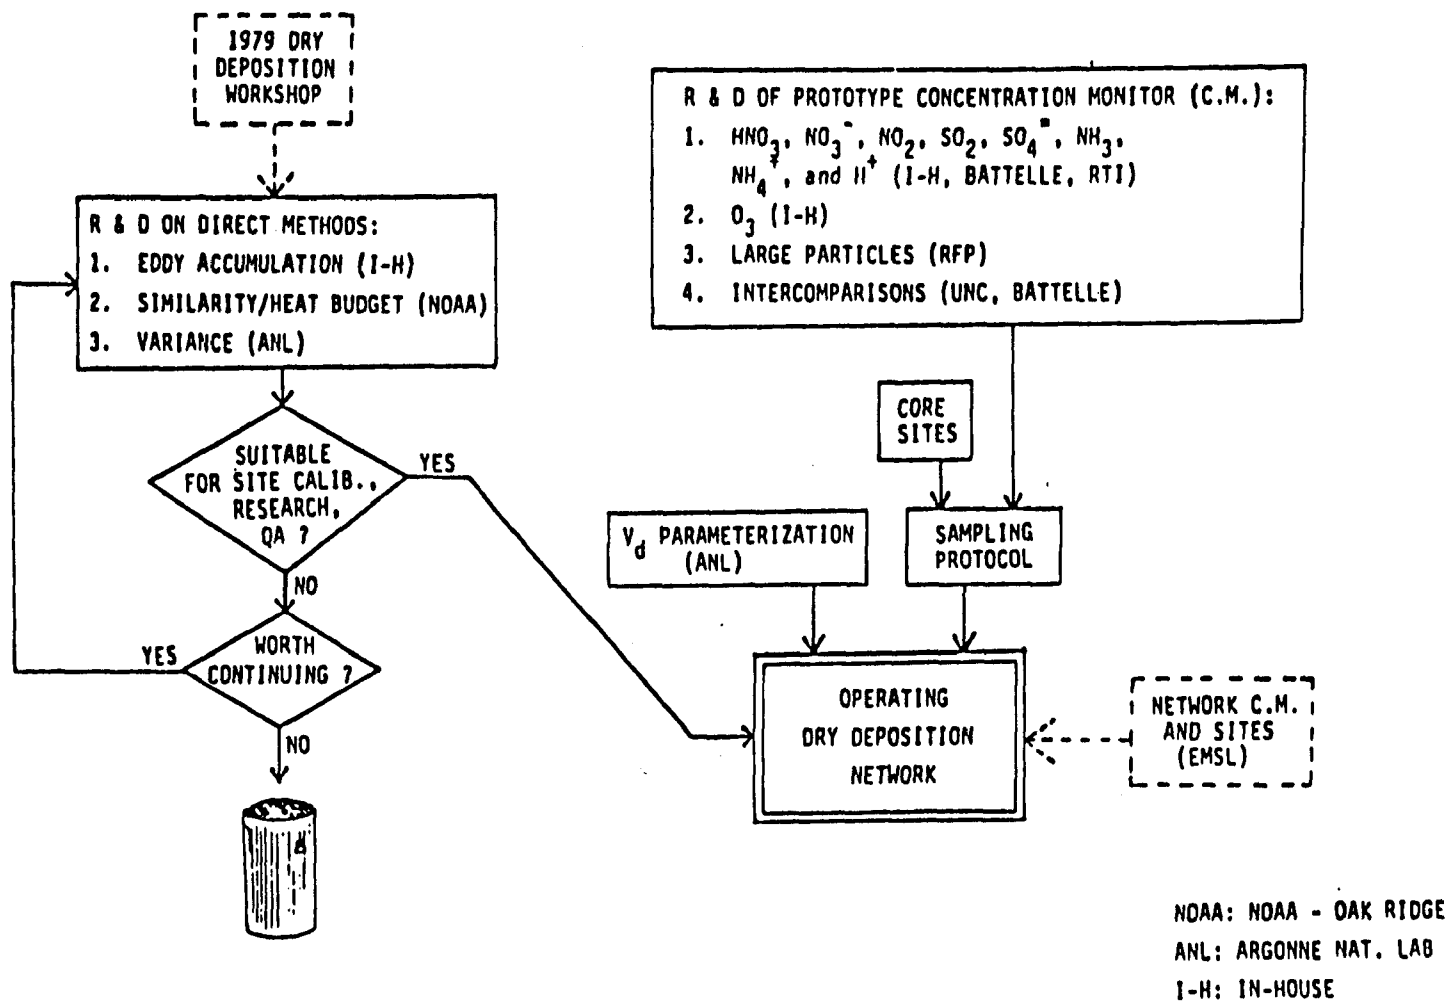 1979 DRY
DEPOSITION
WORKSHOP
R & D ON DIRECT METHODS:
1. EDDY ACCUMULATION (I-H)
2. SIMILARITY/HEAT BUDGET (NOAA)
3. VARIANCE (ANL)
SUITABLE
FOR SITE CALIB.,
RESEARCH,
QA ?
YES
NO
WORTH
CONTINUING ?
YES
NO
R & D OF PROTOTYPE CONCENTRATION MONITOR (C.M.):
1. HNO₃, NO₃⁻, NO₂, SO₂, SO₄⁼, NH₃,
NH₄⁺, and H⁺ (I-H, BATTELLE, RTI)
2. O₃ (I-H)
3. LARGE PARTICLES (RFP)
4. INTERCOMPARISONS (UNC, BATTELLE)
CORE
SITES
V_d PARAMETERIZATION
(ANL)
SAMPLING
PROTOCOL
OPERATING
DRY DEPOSITION
NETWORK
NETWORK C.M.
AND SITES
(EMSL)
NOAA: NOAA - OAK RIDGE
ANL: ARGONNE NAT. LAB
I-H: IN-HOUSE